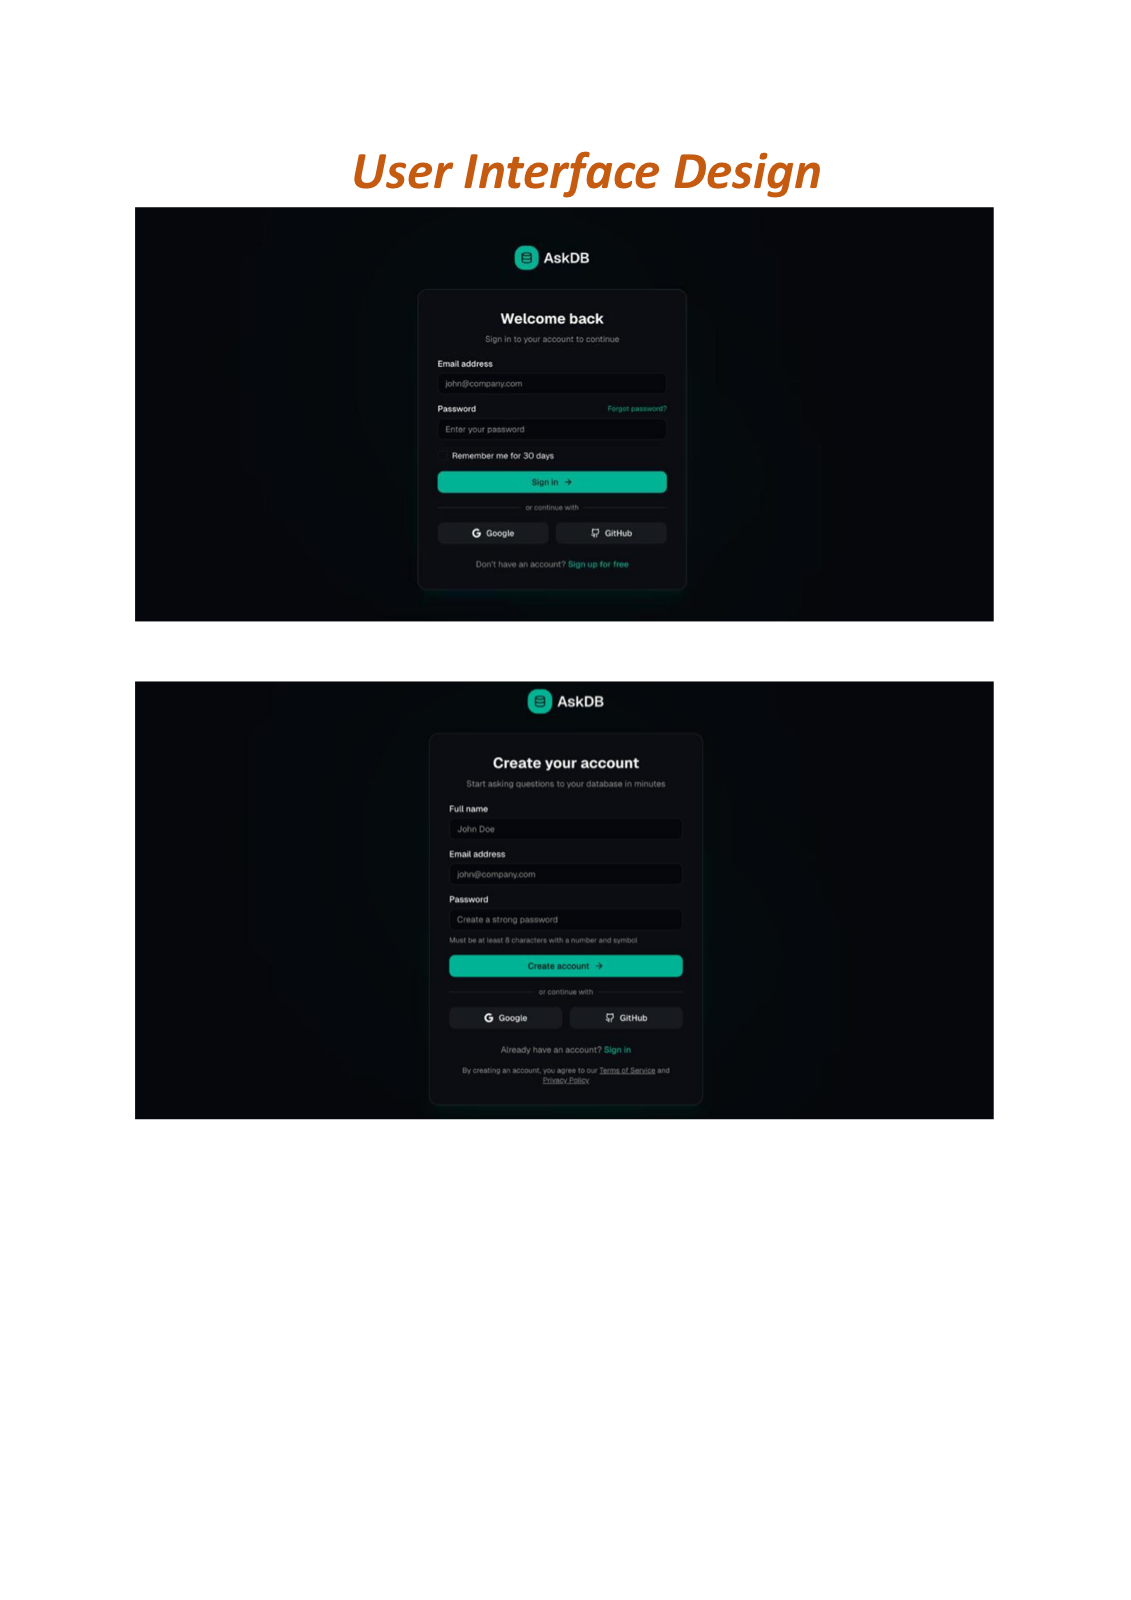 User Interface Design
AskDB
Welcome back
Sign in to your account to continue
Email address
john@company.com
Password Forgot password?
Enter your password
Remember me for 30 days
Sign in →
or continue with
Google GitHub
Don't have an account? Sign up for free
AskDB
Create your account
Start asking questions to your database in minutes
Full name
John Doe
Email address
john@company.com
Password
Create a strong password
Must be at least 8 characters with a number and symbol
Create account →
or continue with
Google GitHub
Already have an account? Sign in
By creating an account, you agree to our Terms of Service and
Privacy Policy